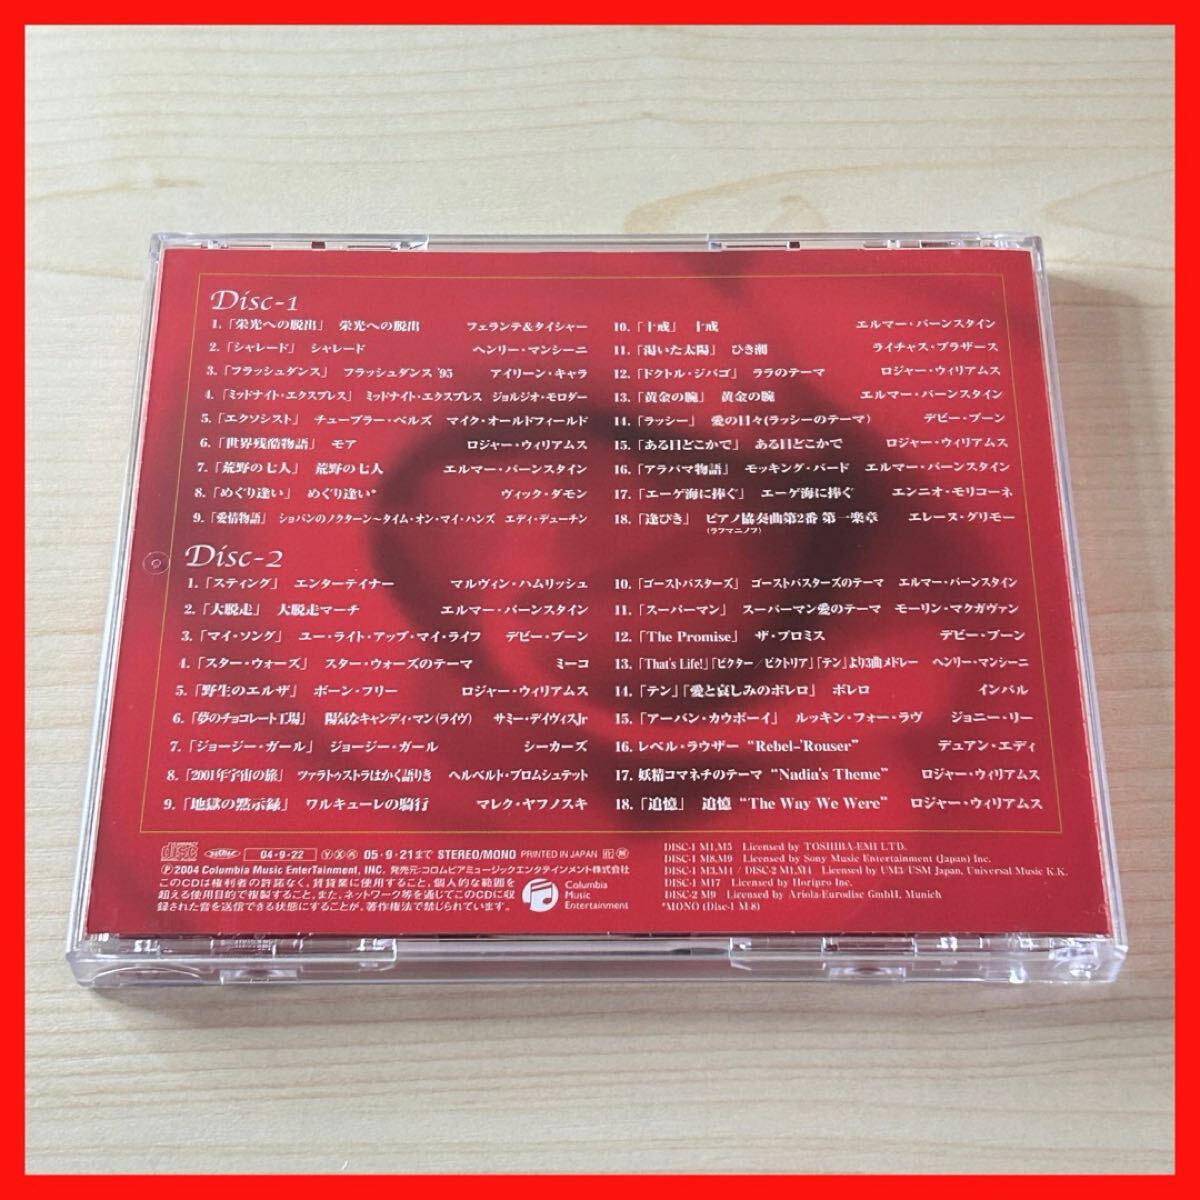 Disc-1
1.「栄光への脱出」 栄光への脱出 フェランテ&タイシャー
2.「シャレード」 シャレード ヘンリー・マンシーニ
3.「フラッシュダンス」 フラッシュダンス '95 アイリーン・キャラ
4.「ミッドナイト・エクスプレス」 ミッドナイト・エクスプレス ジョルジオ・モロダー
5.「エクソシスト」 チューブラー・ベルズ マイク・オールドフィールド
6.「世界残酷物語」 モア ロジャー・ウィリアムス
7.「荒野の七人」 荒野の七人 エルマー・バーンスタイン
8.「めぐり逢い」 めぐり逢い* ヴィック・ダモン
9.「愛情物語」 ショパンのノクターン〜タイム・オン・マイ・ハンズ エディ・デューチン
10.「十戒」 十戒 エルマー・バーンスタイン
11.「渇いた太陽」 ひき潮 ライチャス・ブラザース
12.「ドクトル・ジバゴ」 ララのテーマ ロジャー・ウィリアムス
13.「黄金の腕」 黄金の腕 エルマー・バーンスタイン
14.「ラッシー」 愛の日々(ラッシーのテーマ) デビー・ブーン
15.「ある日どこかで」 ある日どこかで ロジャー・ウィリアムス
16.「アラバマ物語」 モッキング・バード エルマー・バーンスタイン
17.「エーゲ海に捧ぐ」 エーゲ海に捧ぐ エンニオ・モリコーネ
18.「逢びき」 ピアノ協奏曲第2番 第一楽章 エレーヌ・グリモー
(ラフマニノフ)
Disc-2
1.「スティング」 エンターテイナー マルヴィン・ハムリッシュ
2.「大脱走」 大脱走マーチ エルマー・バーンスタイン
3.「マイ・ソング」 ユー・ライト・アップ・マイ・ライフ デビー・ブーン
4.「スター・ウォーズ」 スター・ウォーズのテーマ ミーコ
5.「野生のエルザ」 ボーン・フリー ロジャー・ウィリアムス
6.「夢のチョコレート工場」 陽気なキャンディ・マン(ライヴ) サミー・デイヴィスJr
7.「ジョージー・ガール」 ジョージー・ガール シーカーズ
8.「2001年宇宙の旅」 ツァラトゥストラはかく語りき ヘルベルト・ブロムシュテット
9.「地獄の黙示録」 ワルキューレの騎行 マレク・ヤノフスキ
10.「ゴーストバスターズ」 ゴーストバスターズのテーマ エルマー・バーンスタイン
11.「スーパーマン」 スーパーマン愛のテーマ モーリン・マクガヴァン
12.「The Promise」 ザ・プロミス デビー・ブーン
13.「That's Life!」「ビクター/ビクトリア」「テン」より3曲メドレー ヘンリー・マンシーニ
14.「テン」「愛と哀しみのボレロ」 ボレロ インバル
15.「アーバン・カウボーイ」 ルッキン・フォー・ラヴ ジョニー・リー
16. レベル・ラウザー “Rebel-'Rouser” デュアン・エディ
17. 妖精コマネチのテーマ “Nadia's Theme” ロジャー・ウィリアムス
18.「追憶」 追憶 “The Way We Were” ロジャー・ウィリアムス
disc 04・9・22 05・9・21まで STEREO/MONO PRINTED IN JAPAN
Ⓟ2004 Columbia Music Entertainment, INC. 発売元:コロムビアミュージックエンタテインメント株式会社
このCDは権利者の許諾なく、賃貸業に使用すること、個人的な範囲を
超える使用目的で複製すること、また、ネットワーク等を通じてこのCDに収
録された音を送信できる状態にすることが、著作権法で禁じられています。
Columbia
Music
Entertainment
DISC-1 M1,M5 Licensed by TOSHIBA-EMI LTD.
DISC-1 M8,M9 Licensed by Sony Music Entertainment (Japan) Inc.
DISC-1 M3,M4 / DISC-2 M1,M4 Licensed by UM3/USM Japan, Universal Music K.K.
DISC-1 M17 Licensed by Horipro Inc.
DISC-2 M9 Licensed by Ariola-Eurodisc GmbH, Munich
*MONO (Disc-1 M-8)